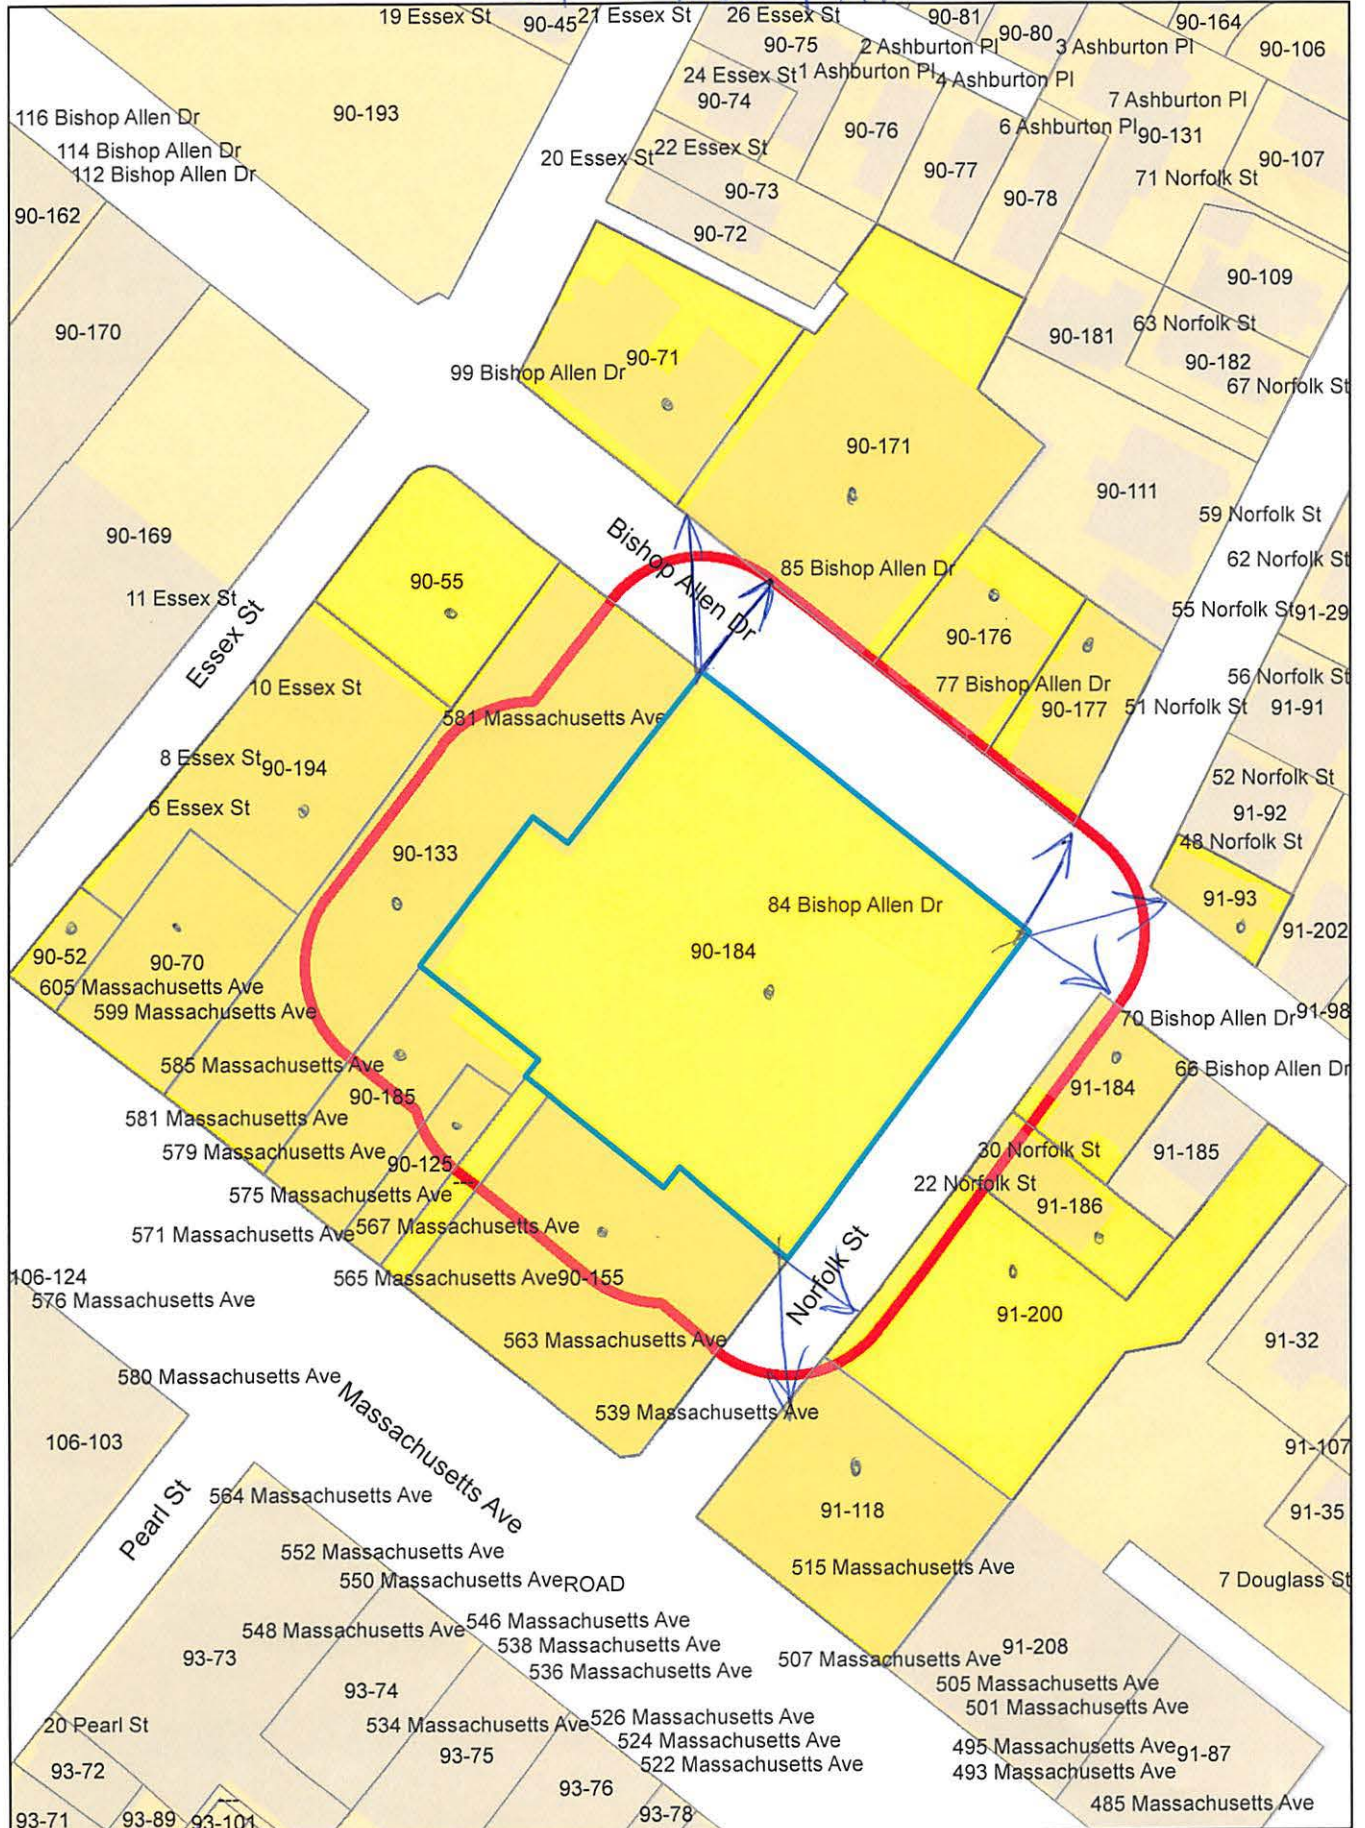 19 Essex St
90-45
21 Essex St
26 Essex St
90-81
90-164
90-75
2 Ashburton Pl
90-80
3 Ashburton Pl
90-106
24 Essex St
1 Ashburton Pl
4 Ashburton Pl
90-74
7 Ashburton Pl
90-193
116 Bishop Allen Dr
90-76
6 Ashburton Pl
90-131
114 Bishop Allen Dr
20 Essex St
22 Essex St
90-107
112 Bishop Allen Dr
90-77
71 Norfolk St
90-73
90-78
90-162
90-72
90-109
90-170
90-181
63 Norfolk St
99 Bishop Allen Dr
90-71
90-182
67 Norfolk St
90-171
90-111
59 Norfolk St
90-169
Bishop Allen Dr
62 Norfolk St
85 Bishop Allen Dr
90-55
11 Essex St
55 Norfolk St
91-29
Essex St
90-176
56 Norfolk St
10 Essex St
77 Bishop Allen Dr
90-177
51 Norfolk St
91-91
581 Massachusetts Ave
8 Essex St
90-194
52 Norfolk St
6 Essex St
91-92
48 Norfolk St
90-133
84 Bishop Allen Dr
91-93
91-202
90-184
90-52
90-70
605 Massachusetts Ave
599 Massachusetts Ave
70 Bishop Allen Dr
91-98
585 Massachusetts Ave
66 Bishop Allen Dr
90-185
91-184
581 Massachusetts Ave
30 Norfolk St
91-185
579 Massachusetts Ave
90-125
---
575 Massachusetts Ave
22 Norfolk St
91-186
571 Massachusetts Ave
567 Massachusetts Ave
Norfolk St
106-124
565 Massachusetts Ave
90-155
576 Massachusetts Ave
91-200
563 Massachusetts Ave
91-32
580 Massachusetts Ave
Massachusetts Ave
539 Massachusetts Ave
106-103
91-107
Pearl St
564 Massachusetts Ave
91-118
91-35
552 Massachusetts Ave
515 Massachusetts Ave
550 Massachusetts Ave
ROAD
7 Douglass St
548 Massachusetts Ave
546 Massachusetts Ave
538 Massachusetts Ave
91-208
93-73
536 Massachusetts Ave
507 Massachusetts Ave
505 Massachusetts Ave
93-74
501 Massachusetts Ave
20 Pearl St
534 Massachusetts Ave
526 Massachusetts Ave
524 Massachusetts Ave
495 Massachusetts Ave
91-87
93-75
522 Massachusetts Ave
493 Massachusetts Ave
93-72
93-76
485 Massachusetts Ave
---
93-71
93-89
93-101
93-78